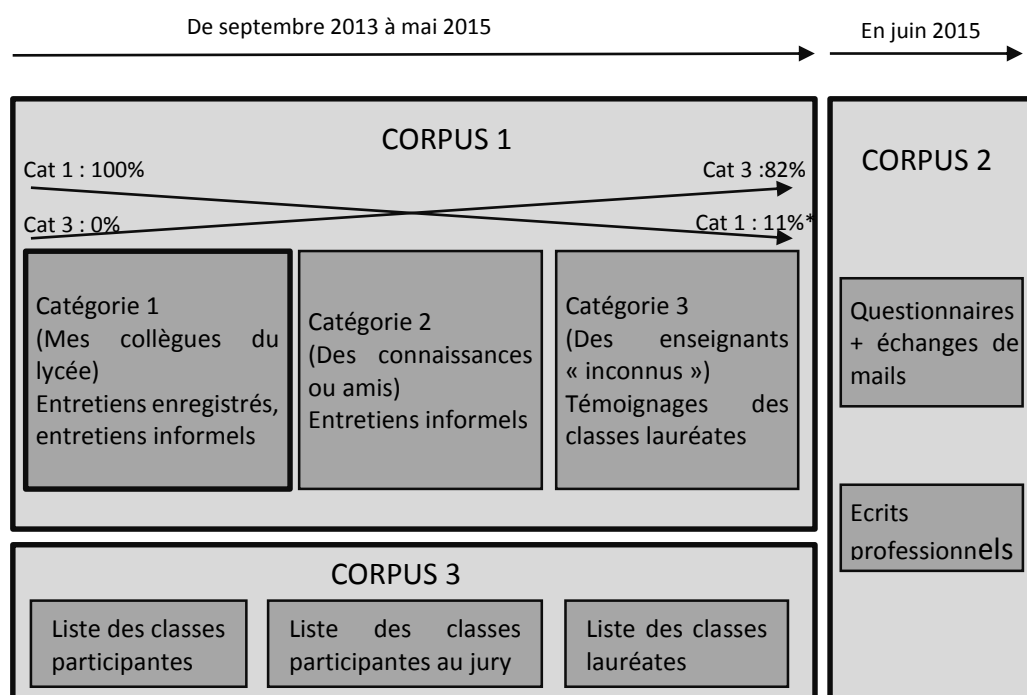 De septembre 2013 à mai 2015
En juin 2015
CORPUS 1
Cat 1 : 100%
Cat 3 :82%
Cat 3 : 0%
Cat 1 : 11%*
Catégorie 1
(Mes collègues du
lycée)
Entretiens enregistrés,
entretiens informels
Catégorie 2
(Des connaissances
ou amis)
Entretiens informels
Catégorie 3
(Des enseignants
« inconnus »)
Témoignages des
classes lauréates
CORPUS 2
Questionnaires
+ échanges de
mails
Ecrits
professionnels
CORPUS 3
Liste des classes
participantes
Liste des classes
participantes au jury
Liste des classes
lauréates